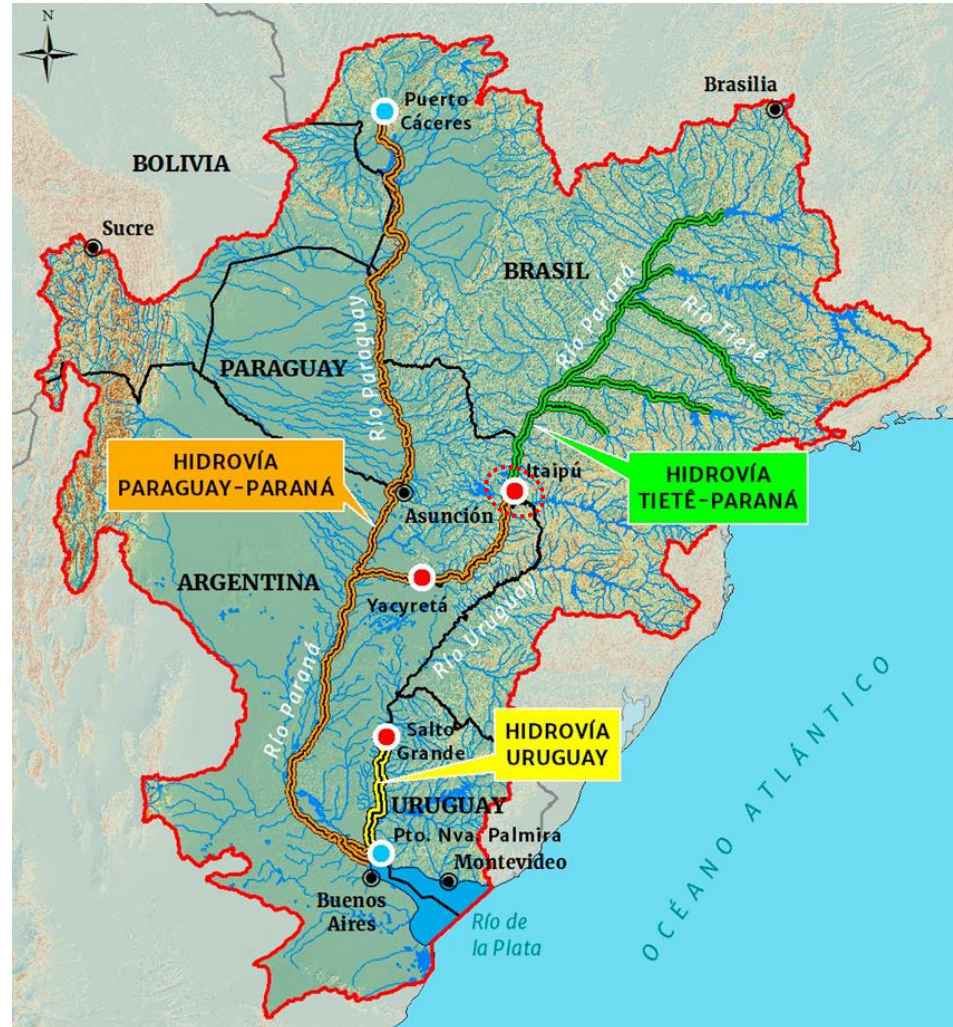 N
Puerto
Cáceres
Brasilia
BOLIVIA
Sucre
BRASIL
Río Paraná
Río Tietê
Río Paraguay
PARAGUAY
HIDROVÍA
PARAGUAY-PARANÁ
Itaipú
HIDROVÍA
TIETÊ-PARANÁ
Asunción
ARGENTINA
Yacyretá
Río Uruguay
Río Paraná
Salto
Grande
HIDROVÍA
URUGUAY
URUGUAY
Pto. Nva. Palmira
Montevideo
Buenos
Aires
Río de
la Plata
OCÉANO ATLÁNTICO